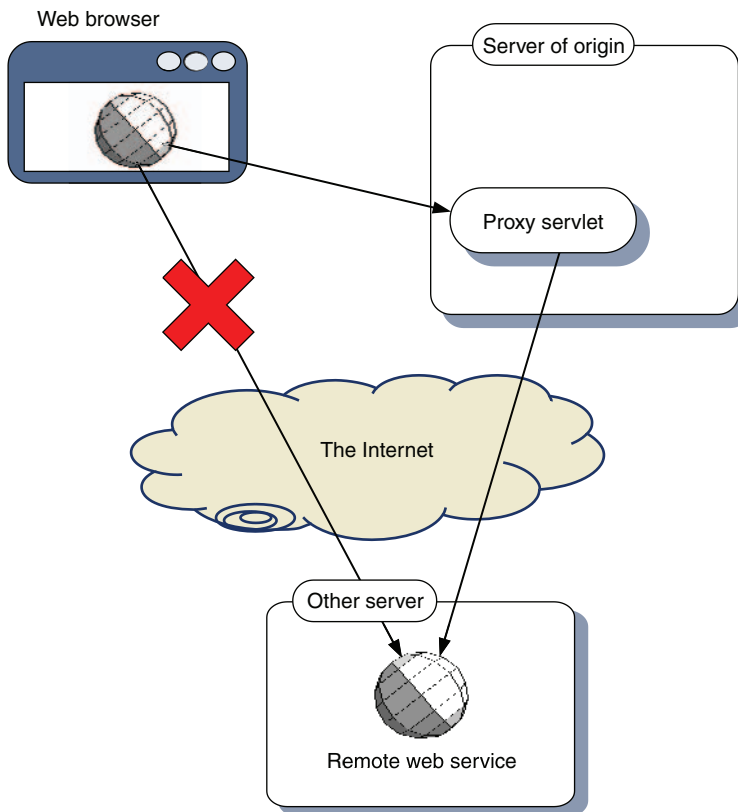 Web browser
Server of origin
Proxy servlet
The Internet
Other server
Remote web service